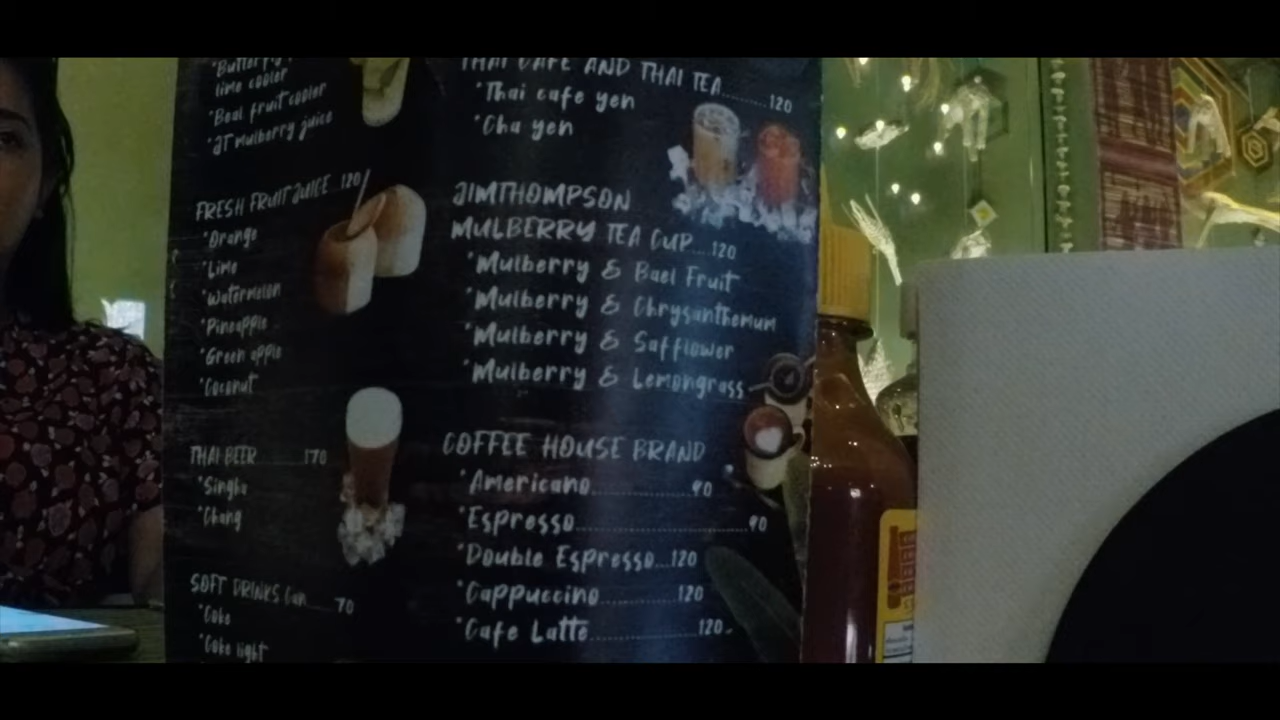 lime cooler
*Beal fruit cooler
*JT Mulberry juice
FRESH FRUIT JUICE 120
*Orange
*Lime
*Watermelon
*Pineapple
*Green apple
*Coconut
THAI BEER ......... 170
*Singha
*Chang
SOFT DRINKS Can ..... 70
*Coke
*Coke light
THAI CAFE AND THAI TEA........120
*Thai cafe yen
*Cha yen
JIMTHOMPSON
MULBERRY TEA CUP...120
*Mulberry & Bael Fruit
*Mulberry & Chrysanthemum
*Mulberry & Safflower
*Mulberry & Lemongrass
COFFEE HOUSE BRAND
*Americano..................90
*Espresso................................90
*Double Espresso...120
*Cappuccino...............120
*Cafe Latte.....................120.-